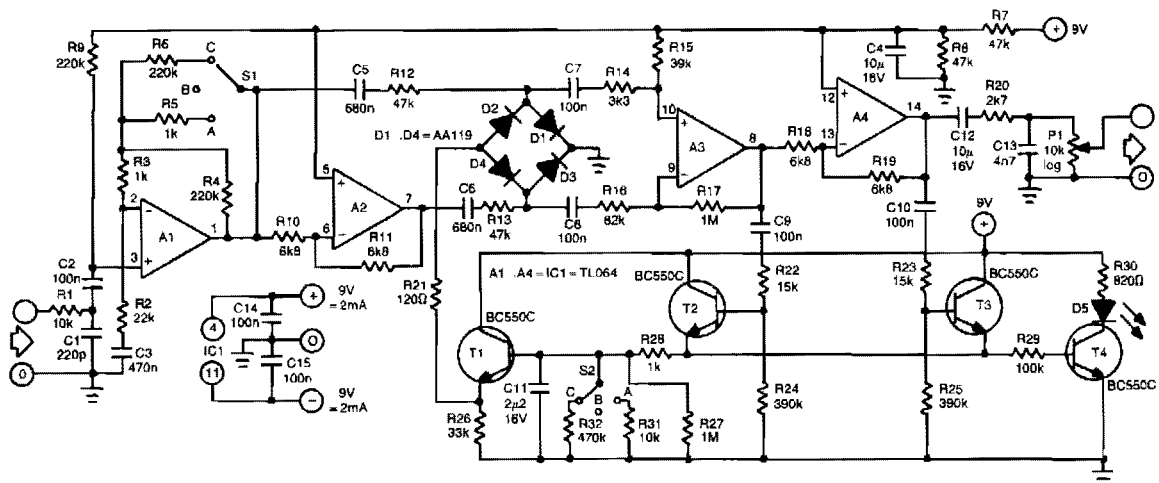 R9
220k
R6
220k
C
S1
B
R5
1k
A
R3
1k
R4
220k
2
−
A1
1
3
+
C2
100n
R1
10k
C1
220p
R2
22k
C3
470n
0
R10
6k8
5
+
A2
7
6
−
R11
6k8
4
IC1
11
C14
100n
C15
100n
+
9V
=2mA
O
−
9V
=2mA
C5
680n
R12
47k
D1 .D4=AA119
D2
D1
D4
D3
C6
680n
R13
47k
C7
100n
R14
3k3
R15
39k
C8
100n
R16
82k
10
+
A3
8
9
−
R17
1M
C9
100n
R18
6k8
12
+
A4
14
13
−
R19
6k8
C10
100n
C4
10μ
16V
R8
47k
R7
47k
+
9V
C12
10μ
16V
R20
2k7
C13
4n7
P1
10k
log
O
R21
120Ω
A1 .A4=IC1=TL064
BC550C
T1
R26
33k
C11
2μ2
16V
S2
C
B
A
R32
470k
R31
10k
R27
1M
R28
1k
BC550C
T2
R22
15k
R24
390k
R23
15k
R25
390k
9V
+
BC550C
T3
R29
100k
R30
820Ω
D5
T4
BC550C